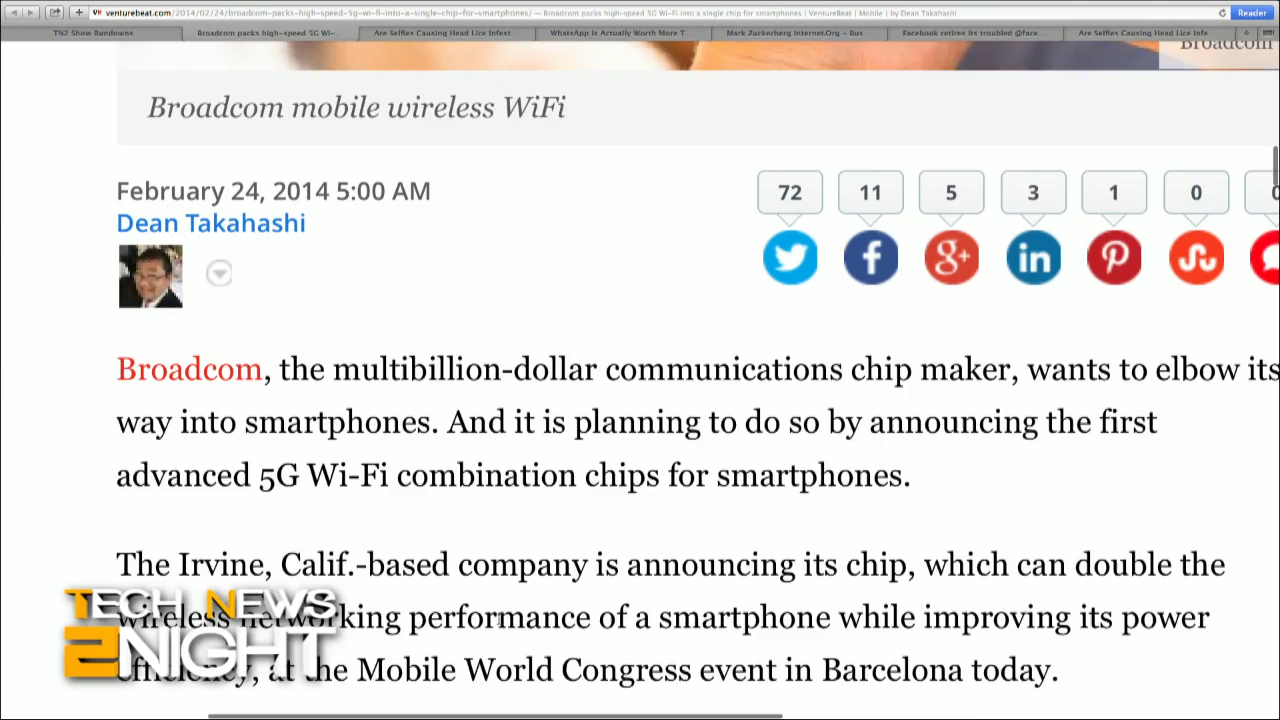 venturebeat.com/2014/02/24/broadcom-packs-high-speed-5g-wi-fi-into-a-single-chip-for-smartphones/ — Broadcom packs high-speed 5G Wi-Fi into a single chip for smartphones | VentureBeat | Mobile | by Dean Takahashi
Reader
TN2 Show Rundowns
Broadcom packs high-speed 5G Wi-...
Are Selfies Causing Head Lice Infest...
WhatsApp Is Actually Worth More T...
Mark Zuckerberg Internet.Org – Bus...
Facebook retires its troubled @face...
Are Selfies Causing Head Lice Infe
Broadcom
Broadcom mobile wireless WiFi
February 24, 2014 5:00 AM
Dean Takahashi
72 11 5 3 1 0 0
Broadcom, the multibillion-dollar communications chip maker, wants to elbow its
way into smartphones. And it is planning to do so by announcing the first
advanced 5G Wi-Fi combination chips for smartphones.
The Irvine, Calif.-based company is announcing its chip, which can double the
wireless networking performance of a smartphone while improving its power
efficiency, at the Mobile World Congress event in Barcelona today.
TECH NEWS
2NIGHT